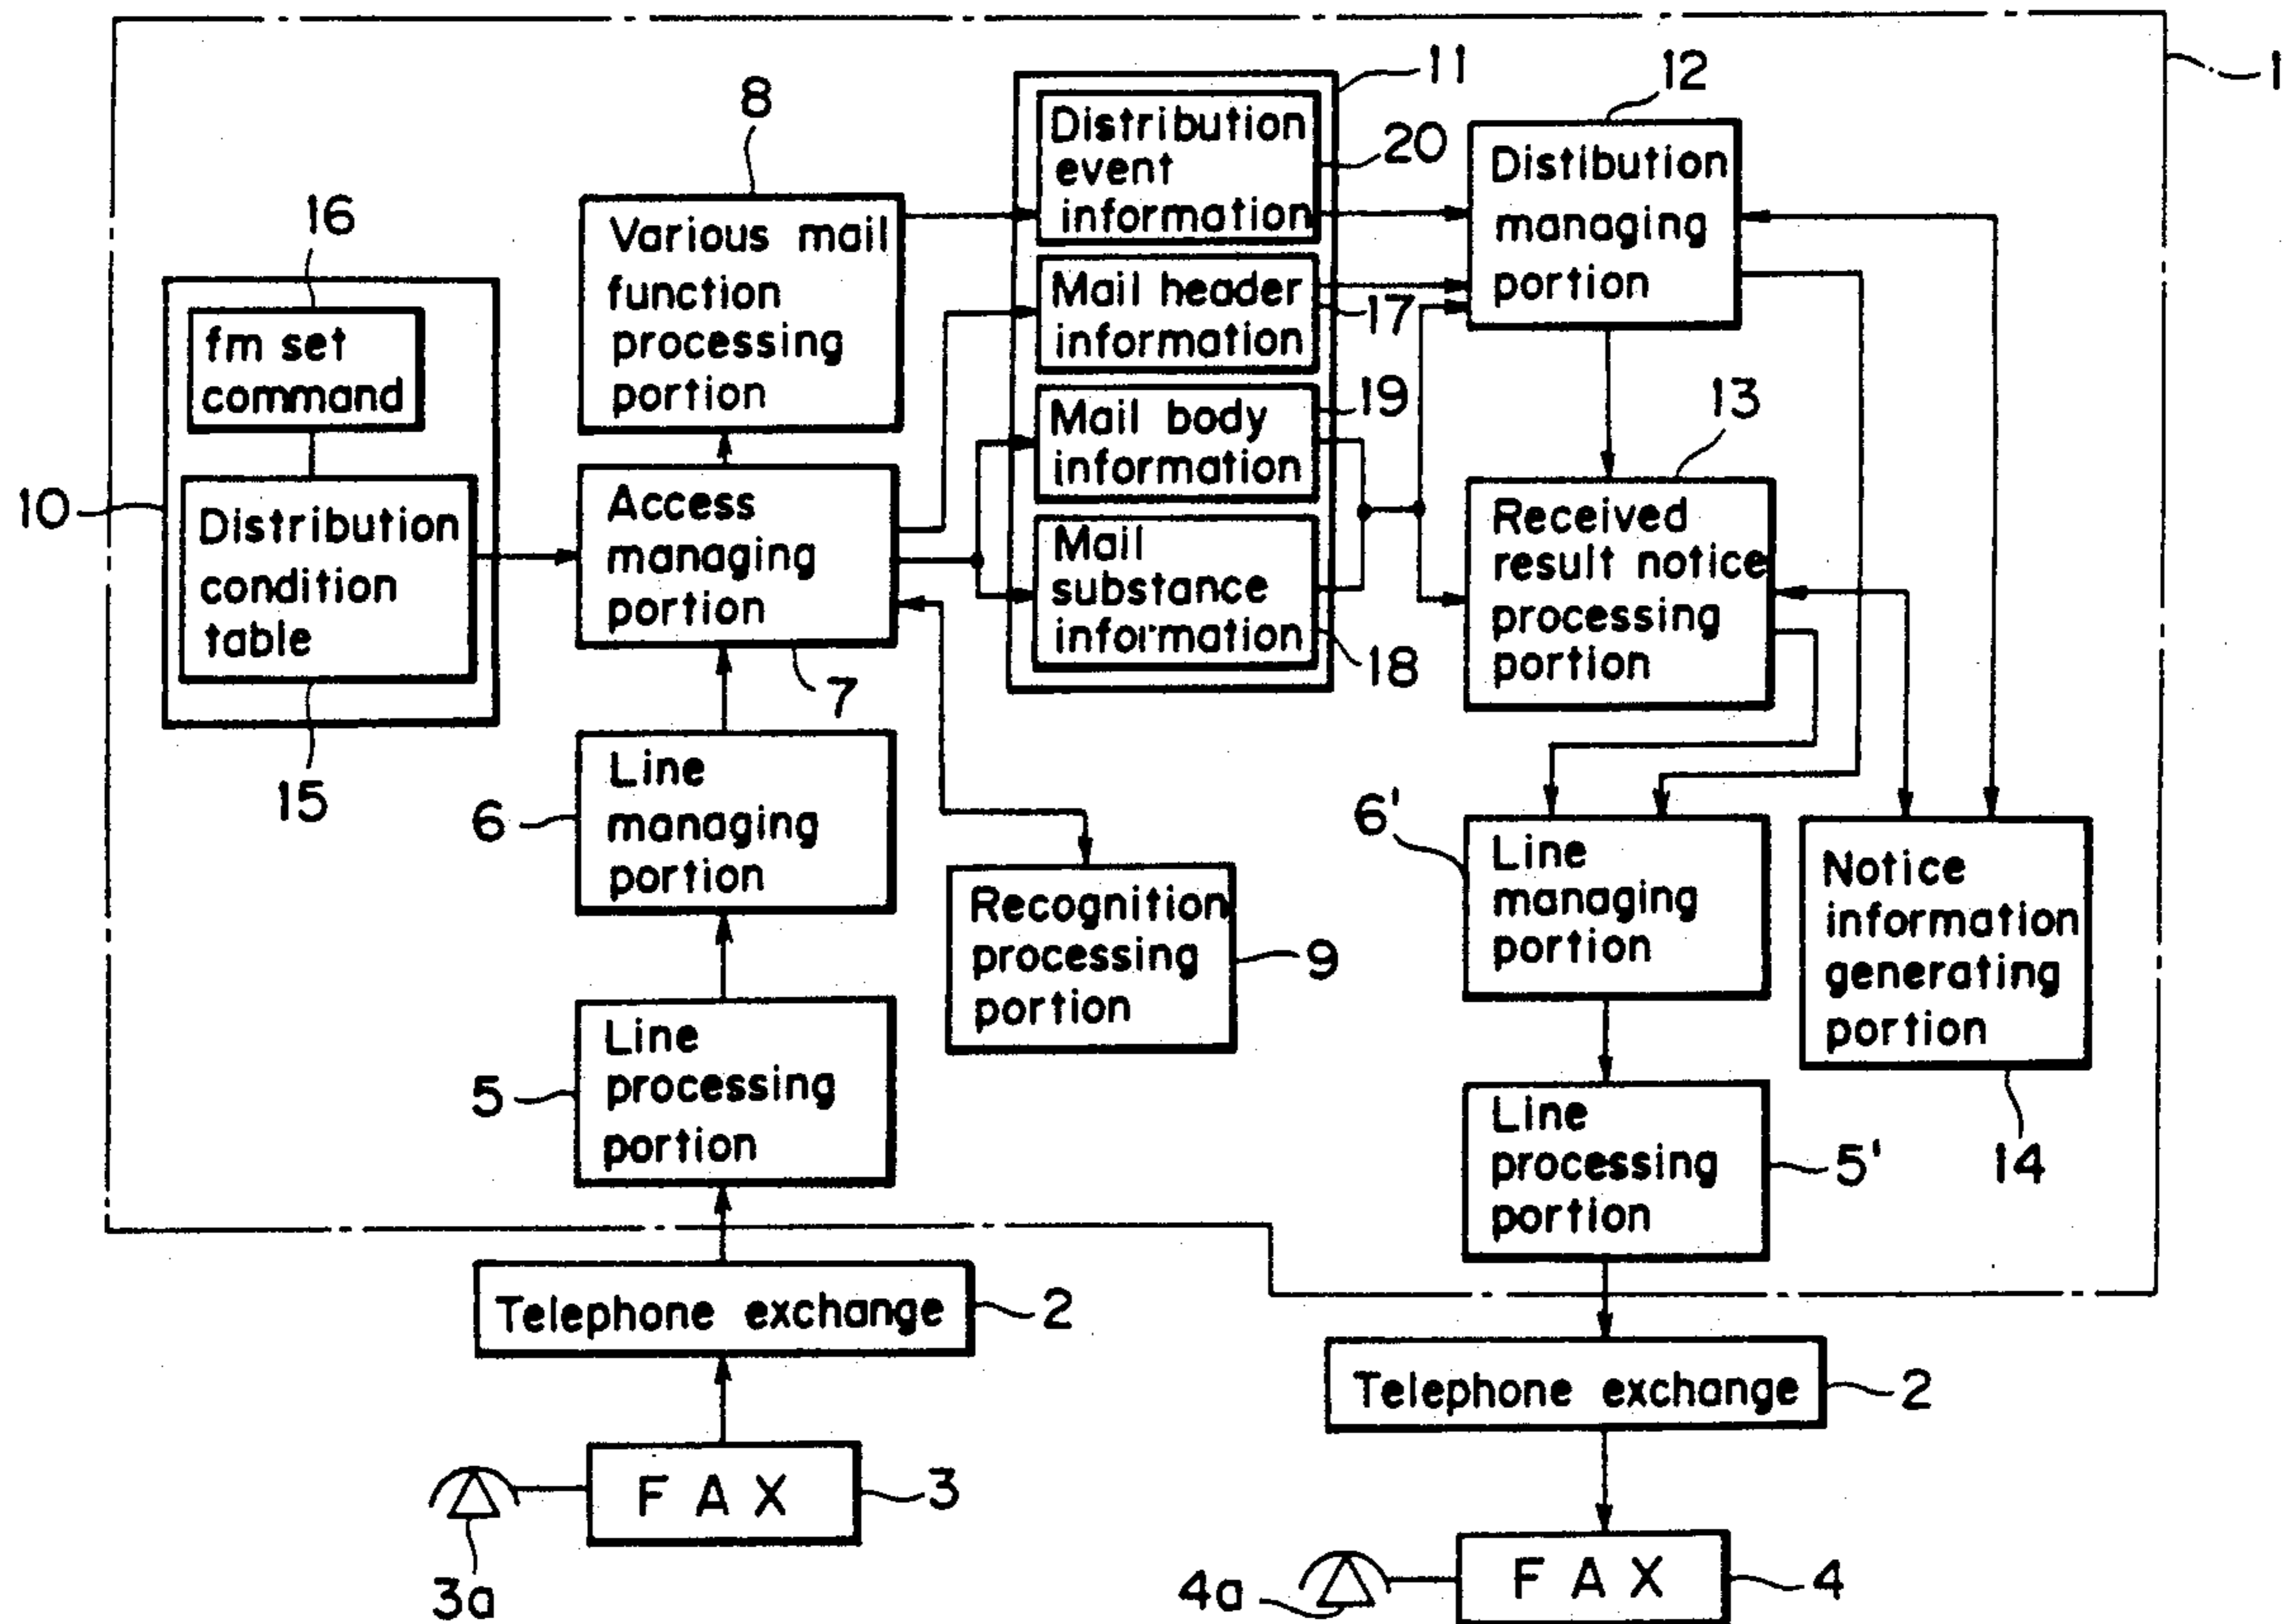 1
11
12
8
Distribution
event
information
20
Distibution
managing
portion
16
Various mail
function
processing
portion
fm set
command
Mail header
information
17
Mail body
information
19
13
10
Distribution
condition
table
Access
managing
portion
Mail
substance
information
18
Received
result notice
processing
portion
7
15
6
Line
managing
portion
6'
Line
managing
portion
Notice
information
generating
portion
Recognition
processing
portion
9
5
Line
processing
portion
Line
processing
portion
5'
14
Telephone exchange
2
Telephone exchange
2
FAX
3
3a
FAX
4
4a